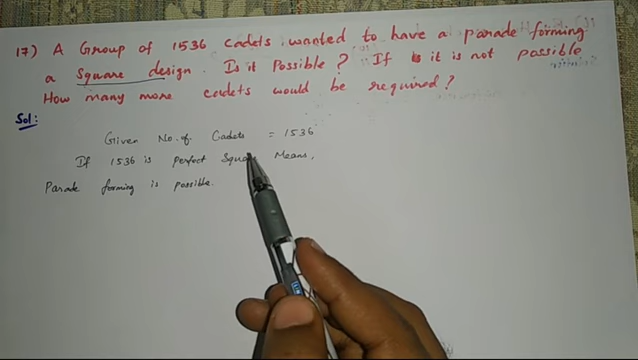 17) A Group of 1536 cadets wanted to have a parade forming
a Square design. Is it Possible? If it is not possible
How many more cadets would be required?
Sol:
Given No. of Cadets = 1536
If 1536 is perfect Square Means,
Parade forming is possible.